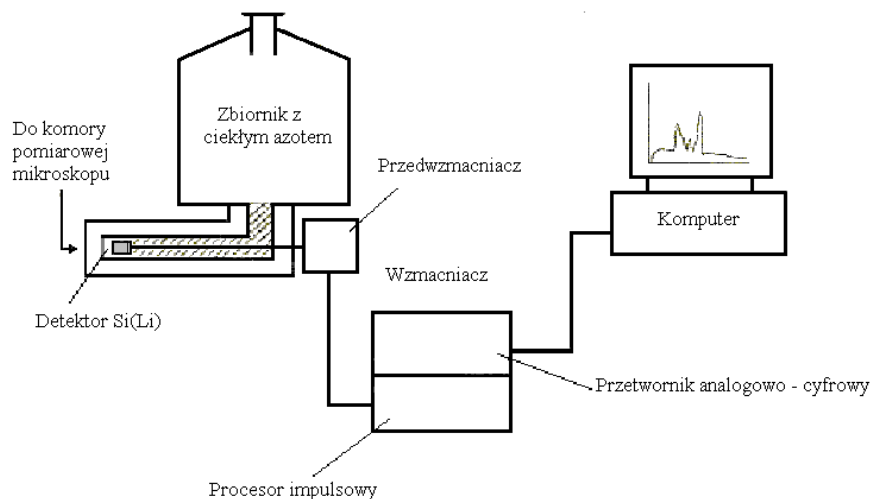 Zbiornik z
ciekłym azotem
Do komory
pomiarowej
mikroskopu
Przedwzmacniacz
Komputer
Wzmacniacz
Detektor Si(Li)
Przetwornik analogowo - cyfrowy
Procesor impulsowy